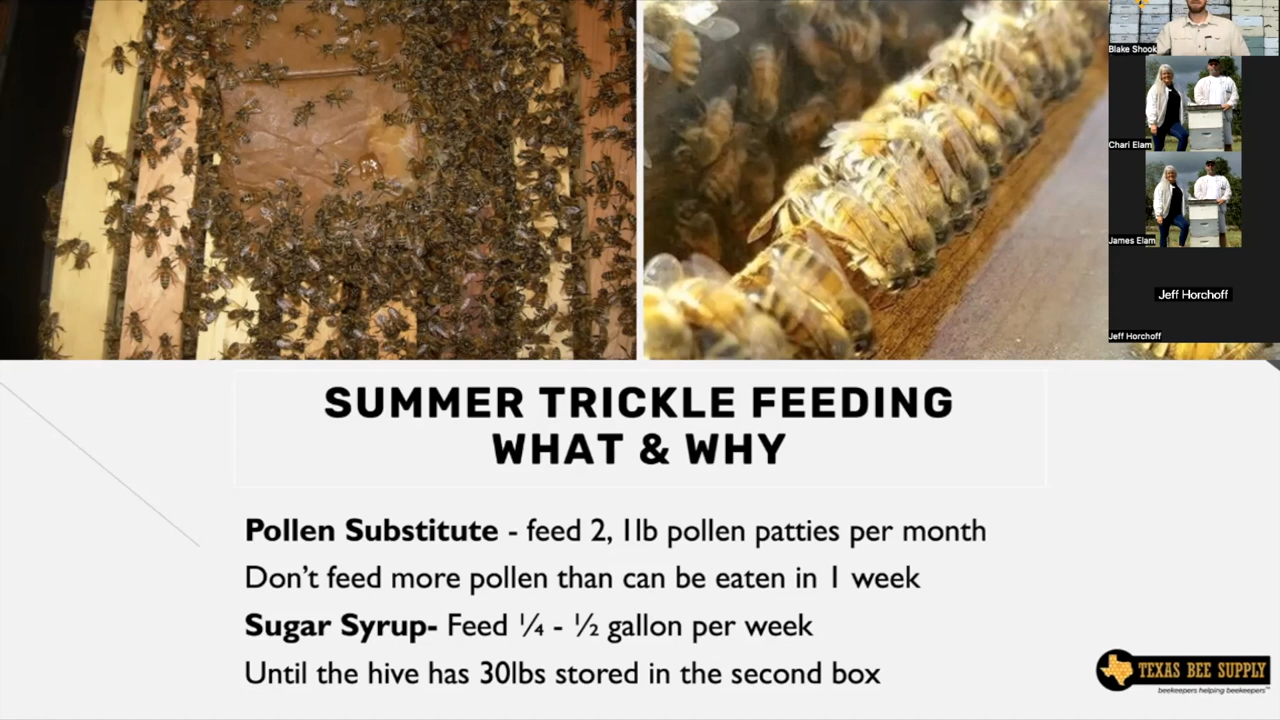 Blake Shook
Chari Elam
James Elam
Jeff Horchoff
Jeff Horchoff
SUMMER TRICKLE FEEDING
WHAT & WHY
Pollen Substitute - feed 2, 1lb pollen patties per month
Don't feed more pollen than can be eaten in 1 week
Sugar Syrup- Feed ¼ - ½ gallon per week
Until the hive has 30lbs stored in the second box
TEXAS BEE SUPPLY
beekeepers helping beekeepers™